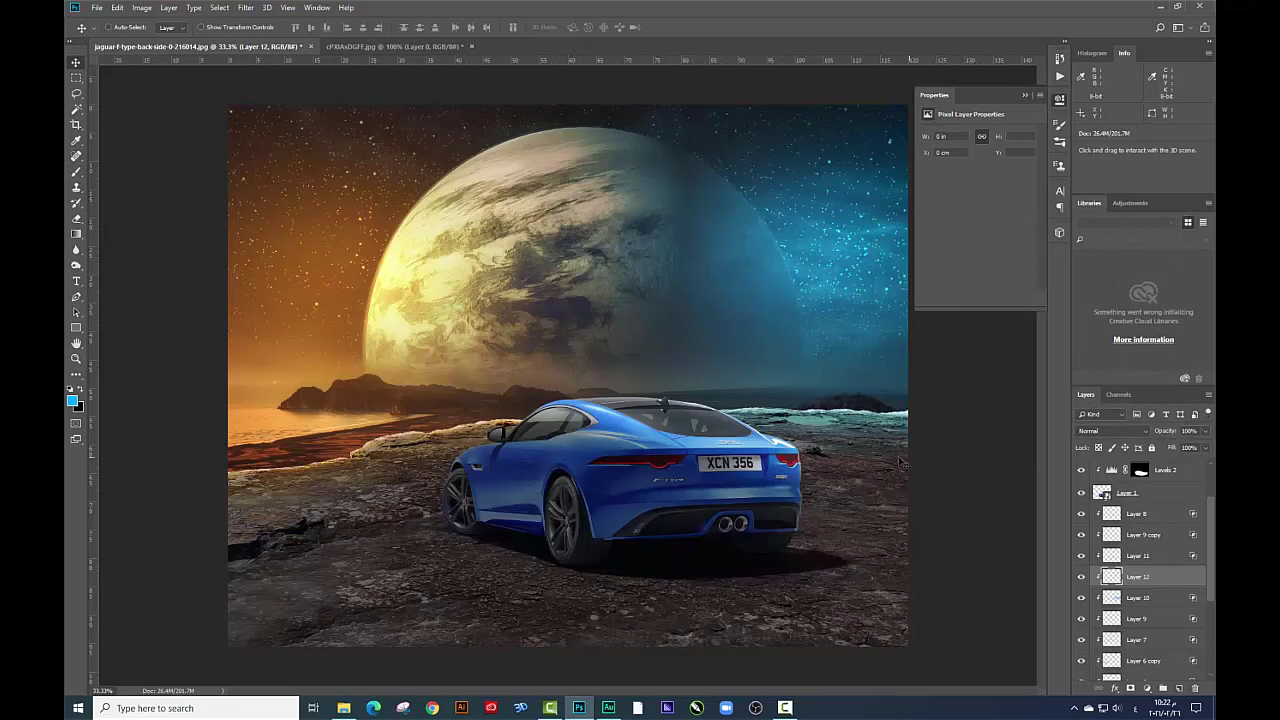 File Edit Image Layer Type Select Filter 3D View Window Help
Auto-Select: Layer Show Transform Controls
jaguar-f-type-back-side-0-216014.jpg @ 33.3% (Layer 12, RGB/8#) *
cPXIAsDGFF.jpg @ 100% (Layer 0, RGB/8#) *
Histogram Info
8-bit 8-bit
Doc: 26.4M/201.7M
Click and drag to interact with the 3D scene.
Properties
Pixel Layer Properties
W: 0 in H:
X: 0 cm Y:
Libraries Adjustments
Something went wrong initializing
Creative Cloud Libraries
More information
Layers Channels
Kind
Normal Opacity: 100%
Lock: Fill: 100%
Levels 2
Layer 1
Layer 8
Layer 9 copy
Layer 11
Layer 12
Layer 10
Layer 9
Layer 7
Layer 6 copy
XCN 356
33.33% Doc: 26.4M/201.7M
Type here to search